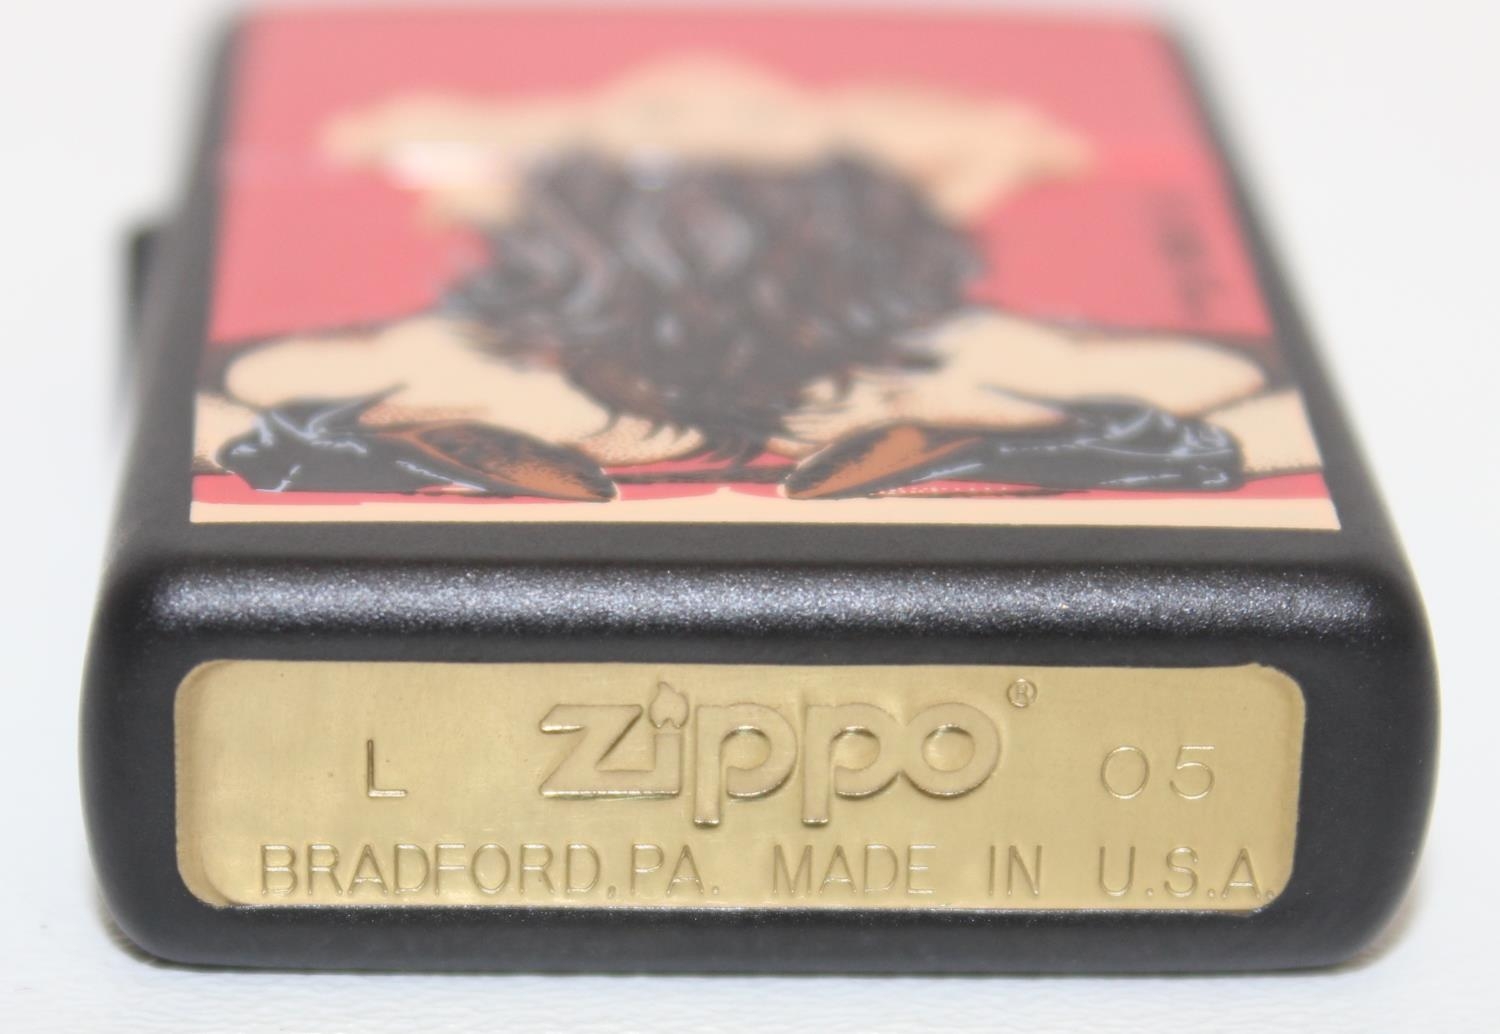 L zippo® 05
BRADFORD, PA. MADE IN U.S.A.